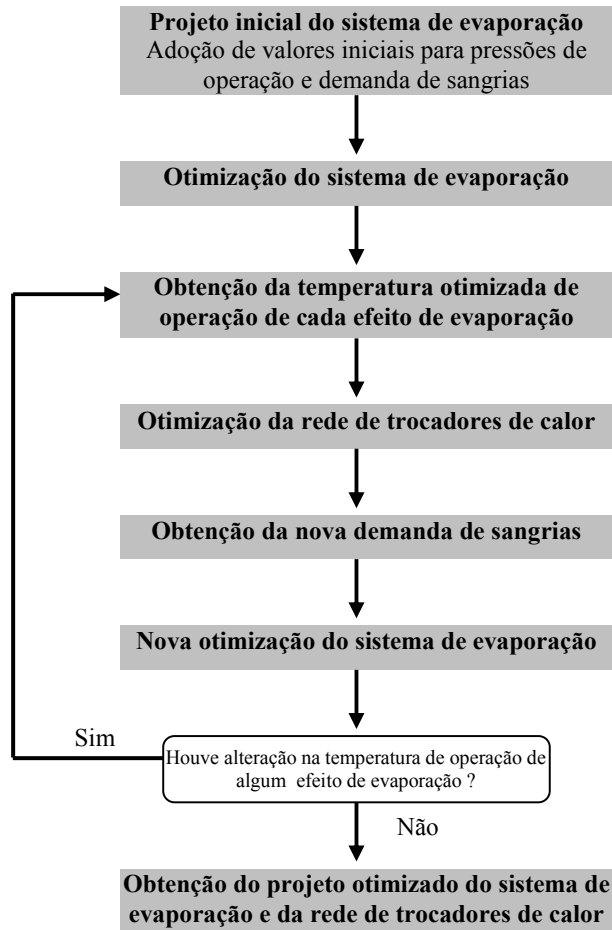 Projeto inicial do sistema de evaporação
Adoção de valores iniciais para pressões de
operação e demanda de sangrias
Otimização do sistema de evaporação
Obtenção da temperatura otimizada de
operação de cada efeito de evaporação
Otimização da rede de trocadores de calor
Obtenção da nova demanda de sangrias
Nova otimização do sistema de evaporação
Sim
Houve alteração na temperatura de operação de
algum efeito de evaporação ?
Não
Obtenção do projeto otimizado do sistema de
evaporação e da rede de trocadores de calor